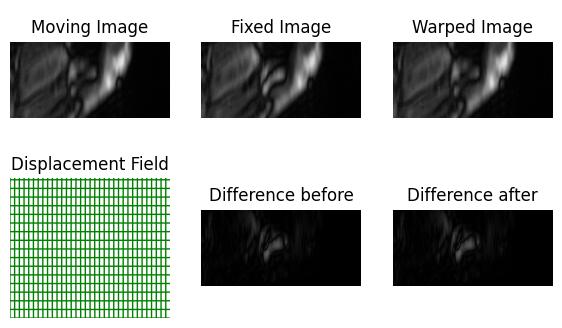 Moving Image
Fixed Image
Warped Image
Displacement Field
Difference before
Difference after